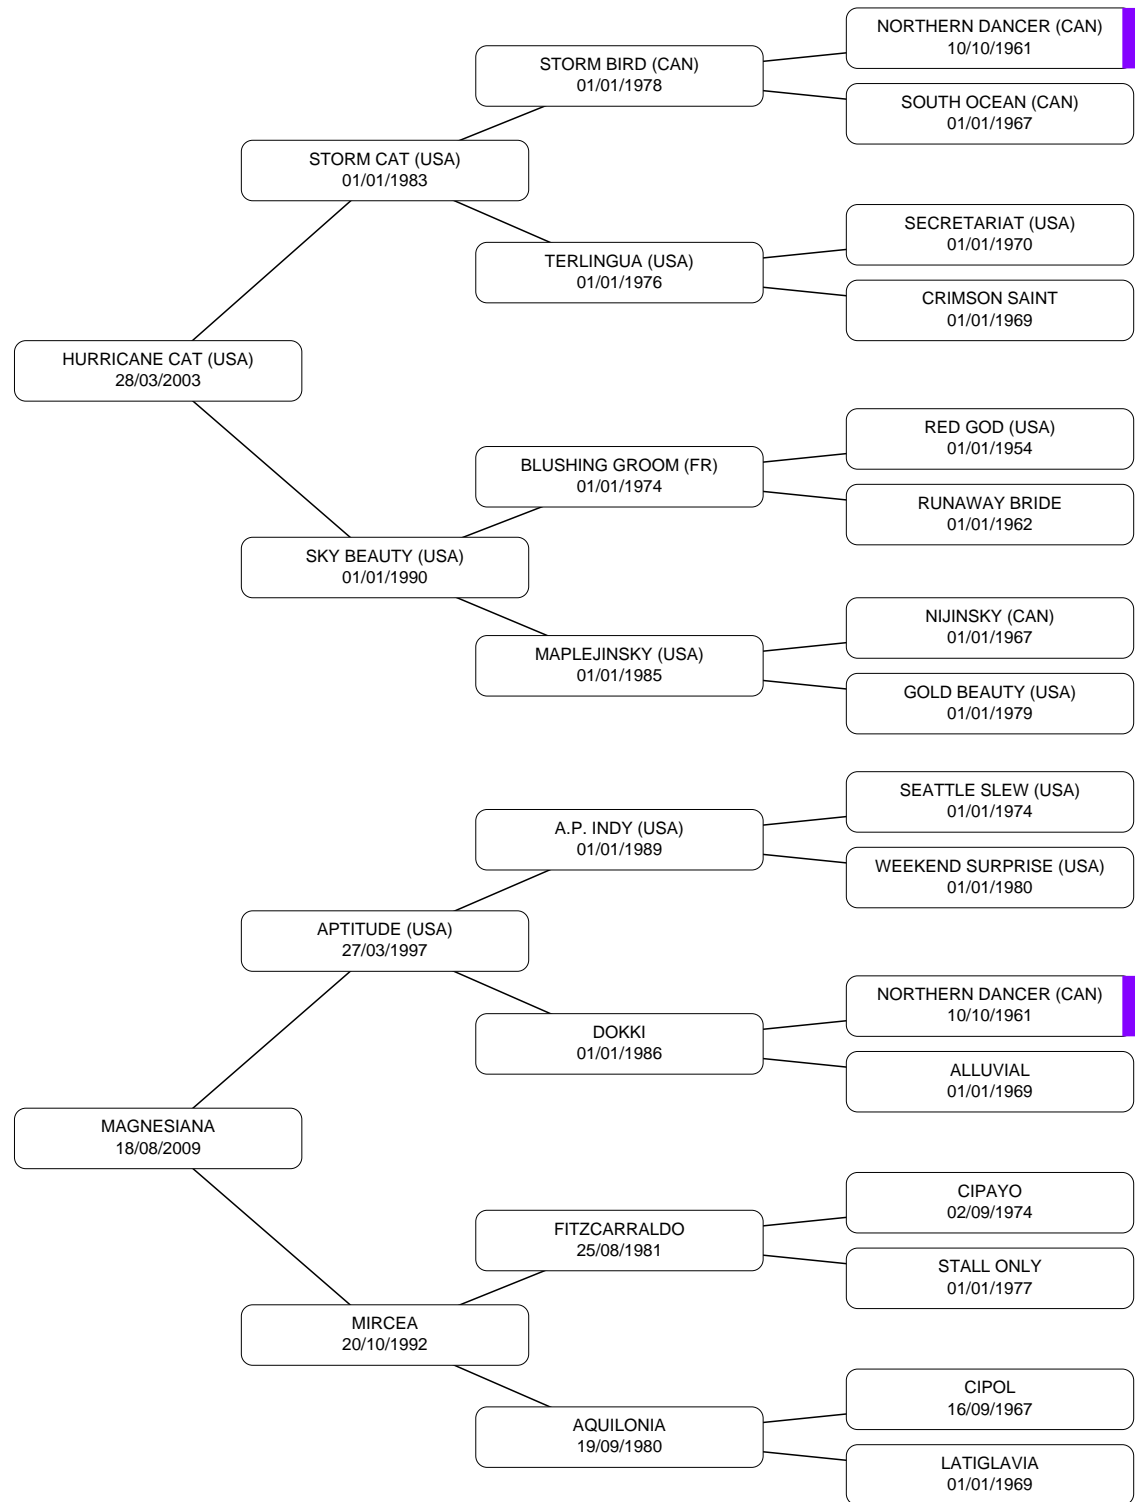 NORTHERN DANCER (CAN)
10/10/1961
STORM BIRD (CAN)
01/01/1978
SOUTH OCEAN (CAN)
01/01/1967
STORM CAT (USA)
01/01/1983
SECRETARIAT (USA)
01/01/1970
TERLINGUA (USA)
01/01/1976
CRIMSON SAINT
01/01/1969
HURRICANE CAT (USA)
28/03/2003
RED GOD (USA)
01/01/1954
BLUSHING GROOM (FR)
01/01/1974
RUNAWAY BRIDE
01/01/1962
SKY BEAUTY (USA)
01/01/1990
NIJINSKY (CAN)
01/01/1967
MAPLEJINSKY (USA)
01/01/1985
GOLD BEAUTY (USA)
01/01/1979
SEATTLE SLEW (USA)
01/01/1974
A.P. INDY (USA)
01/01/1989
WEEKEND SURPRISE (USA)
01/01/1980
APTITUDE (USA)
27/03/1997
NORTHERN DANCER (CAN)
10/10/1961
DOKKI
01/01/1986
ALLUVIAL
01/01/1969
MAGNESIANA
18/08/2009
CIPAYO
02/09/1974
FITZCARRALDO
25/08/1981
STALL ONLY
01/01/1977
MIRCEA
20/10/1992
CIPOL
16/09/1967
AQUILONIA
19/09/1980
LATIGLAVIA
01/01/1969